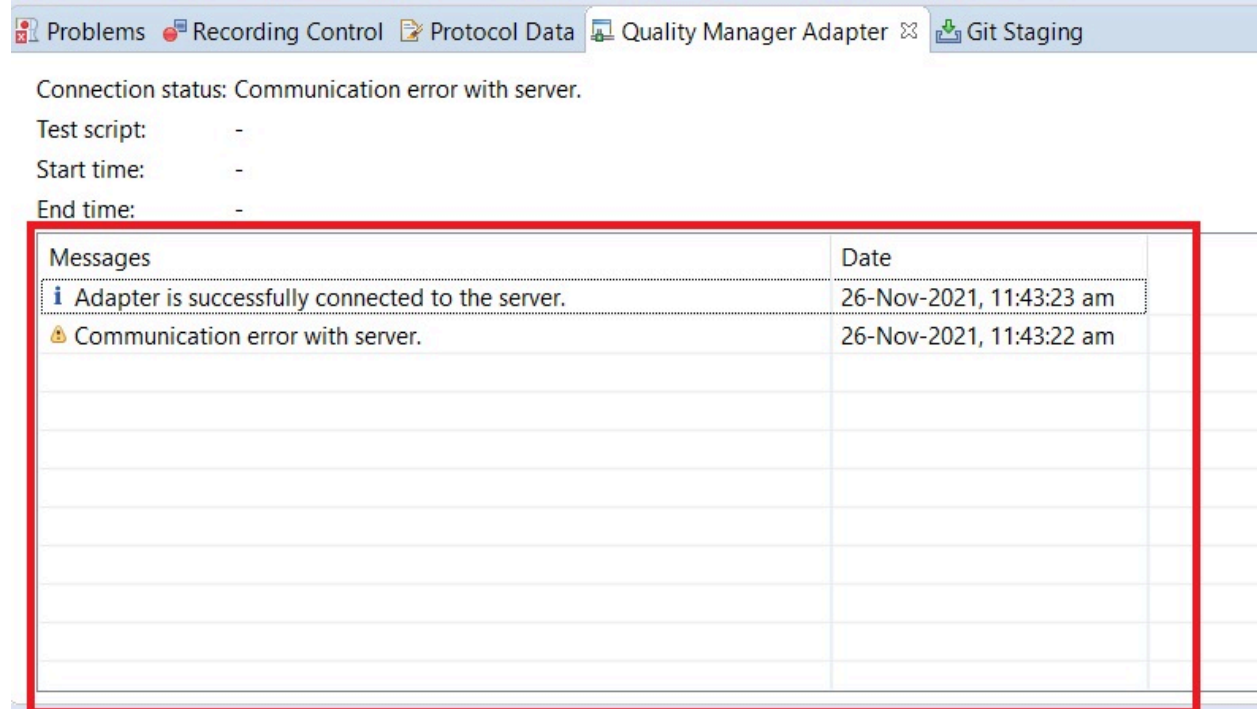 Problems Recording Control Protocol Data Quality Manager Adapter Git Staging
Connection status: Communication error with server.
Test script: -
Start time: -
End time: -
Messages Date
Adapter is successfully connected to the server. 26-Nov-2021, 11:43:23 am
Communication error with server. 26-Nov-2021, 11:43:22 am